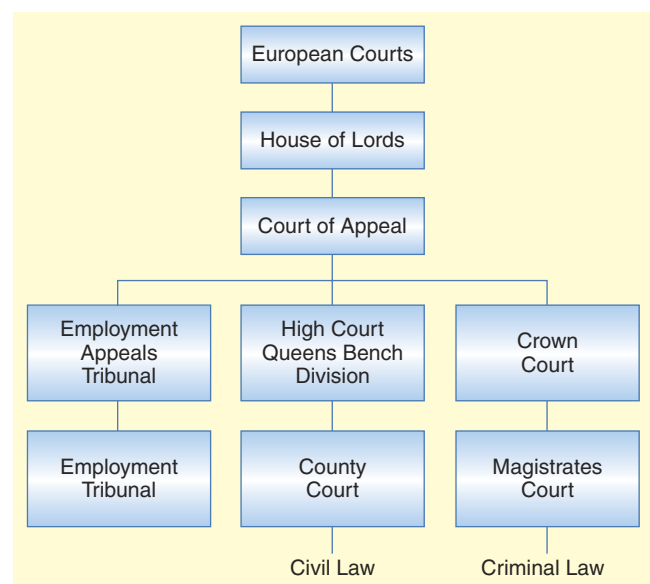 European Courts
House of Lords
Court of Appeal
Employment
Appeals
Tribunal
High Court
Queens Bench
Division
Crown
Court
Employment
Tribunal
County
Court
Magistrates
Court
Civil Law
Criminal Law